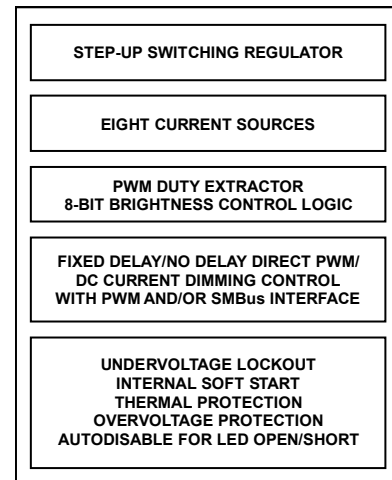 STEP-UP SWITCHING REGULATOR
EIGHT CURRENT SOURCES
PWM DUTY EXTRACTOR
8-BIT BRIGHTNESS CONTROL LOGIC
FIXED DELAY/NO DELAY DIRECT PWM/
DC CURRENT DIMMING CONTROL
WITH PWM AND/OR SMBus INTERFACE
UNDERVOLTAGE LOCKOUT
INTERNAL SOFT START
THERMAL PROTECTION
OVERVOLTAGE PROTECTION
AUTODISABLE FOR LED OPEN/SHORT